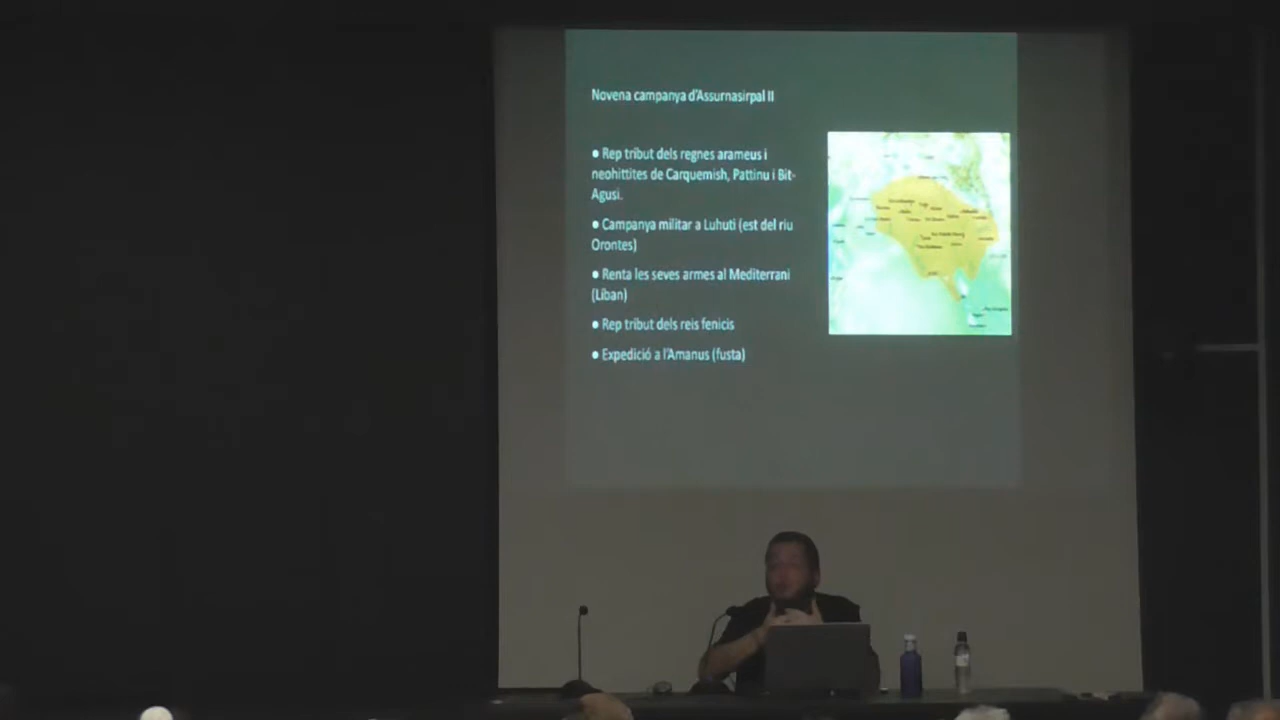 Novena campanya d'Assurnasirpal II
● Rep tribut dels regnes arameus i
neohittites de Carquemish, Pattinu i Bit-
Agusi.
● Campanya militar a Luhuti (est del riu
Orontes)
● Renta les seves armes al Mediterrani
(Líban)
● Rep tribut dels reis fenicis
● Expedició a l'Amanus (fusta)